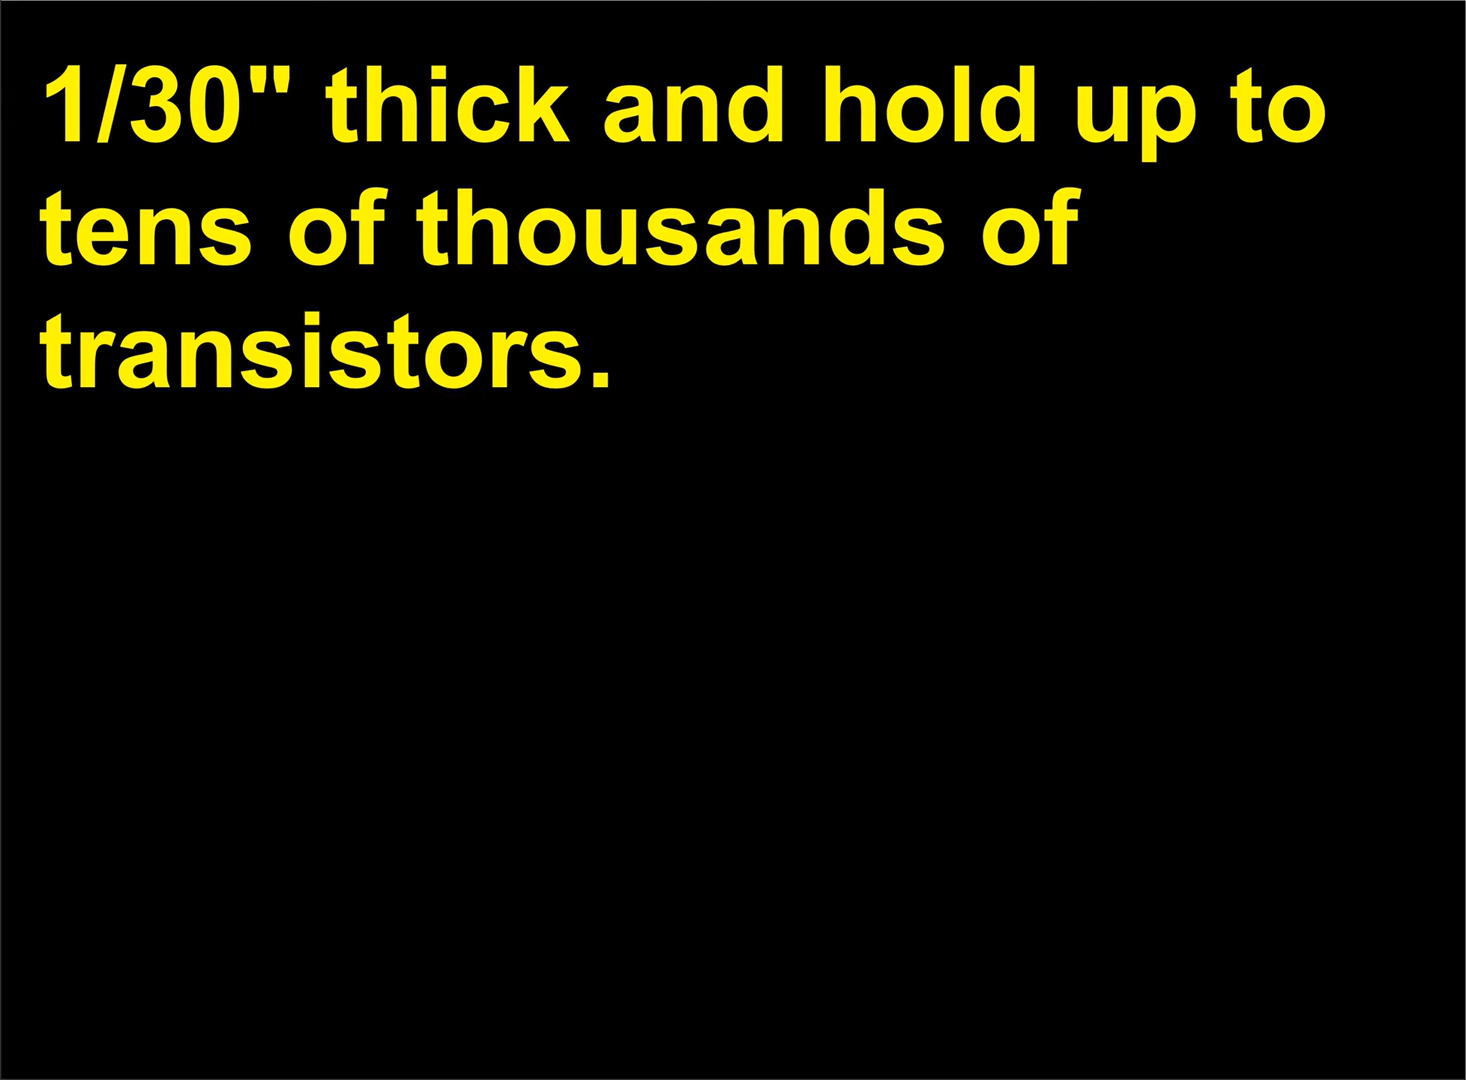 1/30" thick and hold up to
tens of thousands of
transistors.